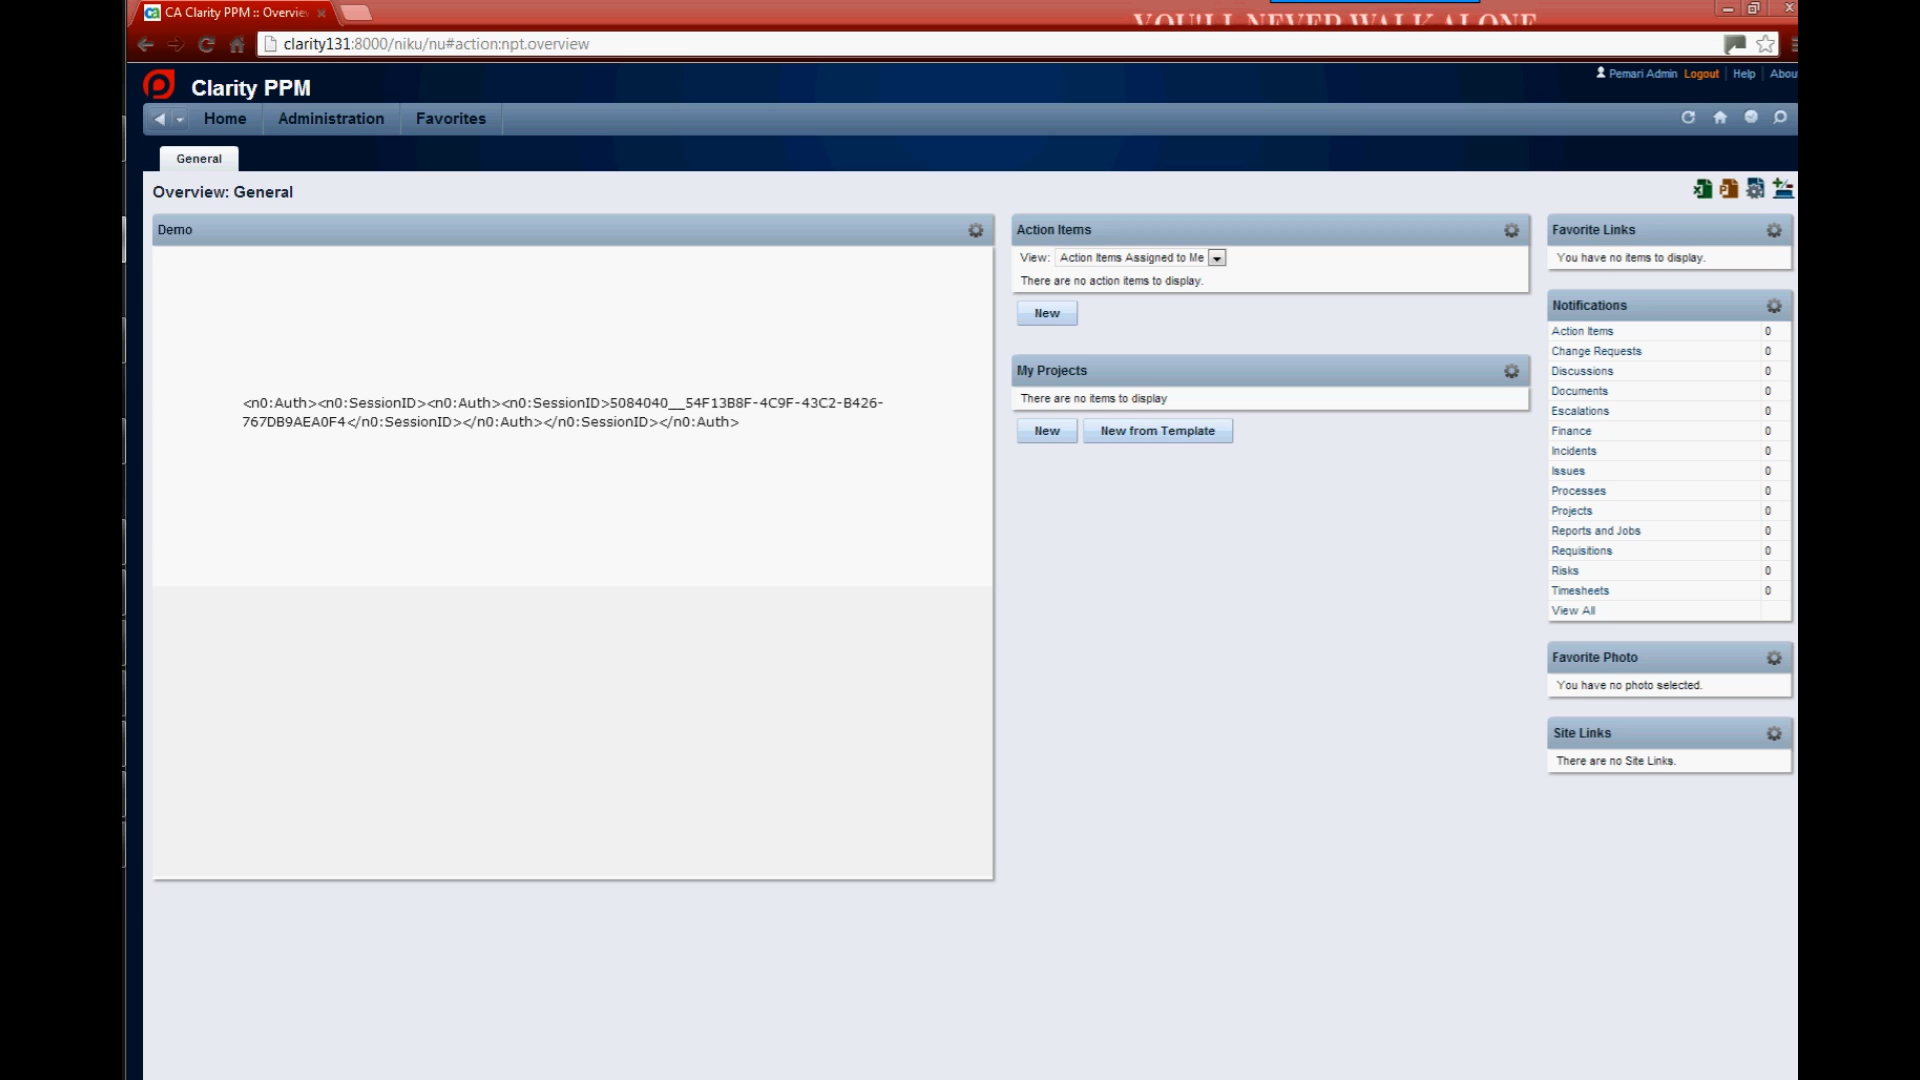 CA Clarity PPM :: Overvie
YOU'LL NEVER WALK ALONE
clarity131:8000/niku/nu#action:npt.overview
Clarity PPM
Pemari Admin Logout Help Abou
Home Administration Favorites
General
Overview: General
Demo
<n0:Auth><n0:SessionID><n0:Auth><n0:SessionID>5084040__54F13B8F-4C9F-43C2-B426-
767DB9AEA0F4</n0:SessionID></n0:Auth></n0:SessionID></n0:Auth>
Action Items
View: Action Items Assigned to Me
There are no action items to display.
New
My Projects
There are no items to display
New New from Template
Favorite Links
You have no items to display.
Notifications
Action Items 0
Change Requests 0
Discussions 0
Documents 0
Escalations 0
Finance 0
Incidents 0
Issues 0
Processes 0
Projects 0
Reports and Jobs 0
Requisitions 0
Risks 0
Timesheets 0
View All
Favorite Photo
You have no photo selected.
Site Links
There are no Site Links.